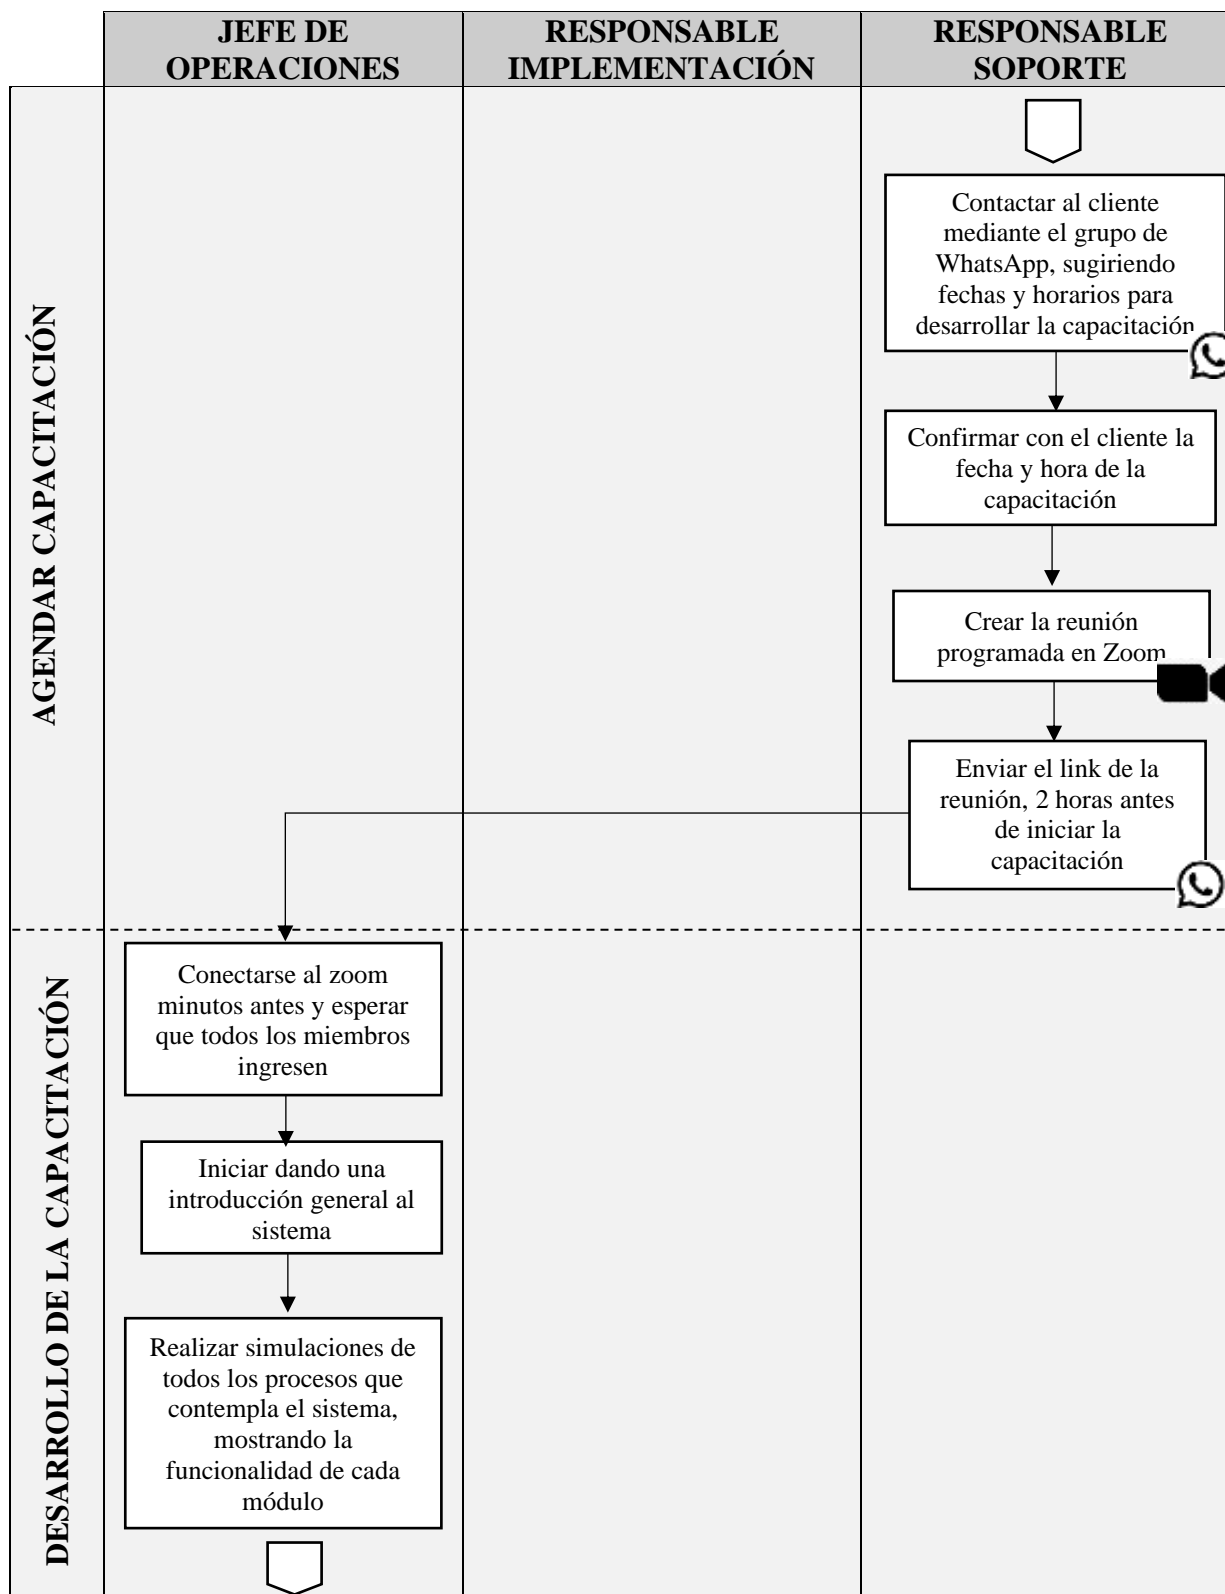 JEFE DE
OPERACIONES
RESPONSABLE
IMPLEMENTACIÓN
RESPONSABLE
SOPORTE
AGENDAR CAPACITACIÓN
Contactar al cliente
mediante el grupo de
WhatsApp, sugiriendo
fechas y horarios para
desarrollar la capacitación
Confirmar con el cliente la
fecha y hora de la
capacitación
Crear la reunión
programada en Zoom
Enviar el link de la
reunión, 2 horas antes
de iniciar la
capacitación
DESARROLLO DE LA CAPACITACIÓN
Conectarse al zoom
minutos antes y esperar
que todos los miembros
ingresen
Iniciar dando una
introducción general al
sistema
Realizar simulaciones de
todos los procesos que
contempla el sistema,
mostrando la
funcionalidad de cada
módulo